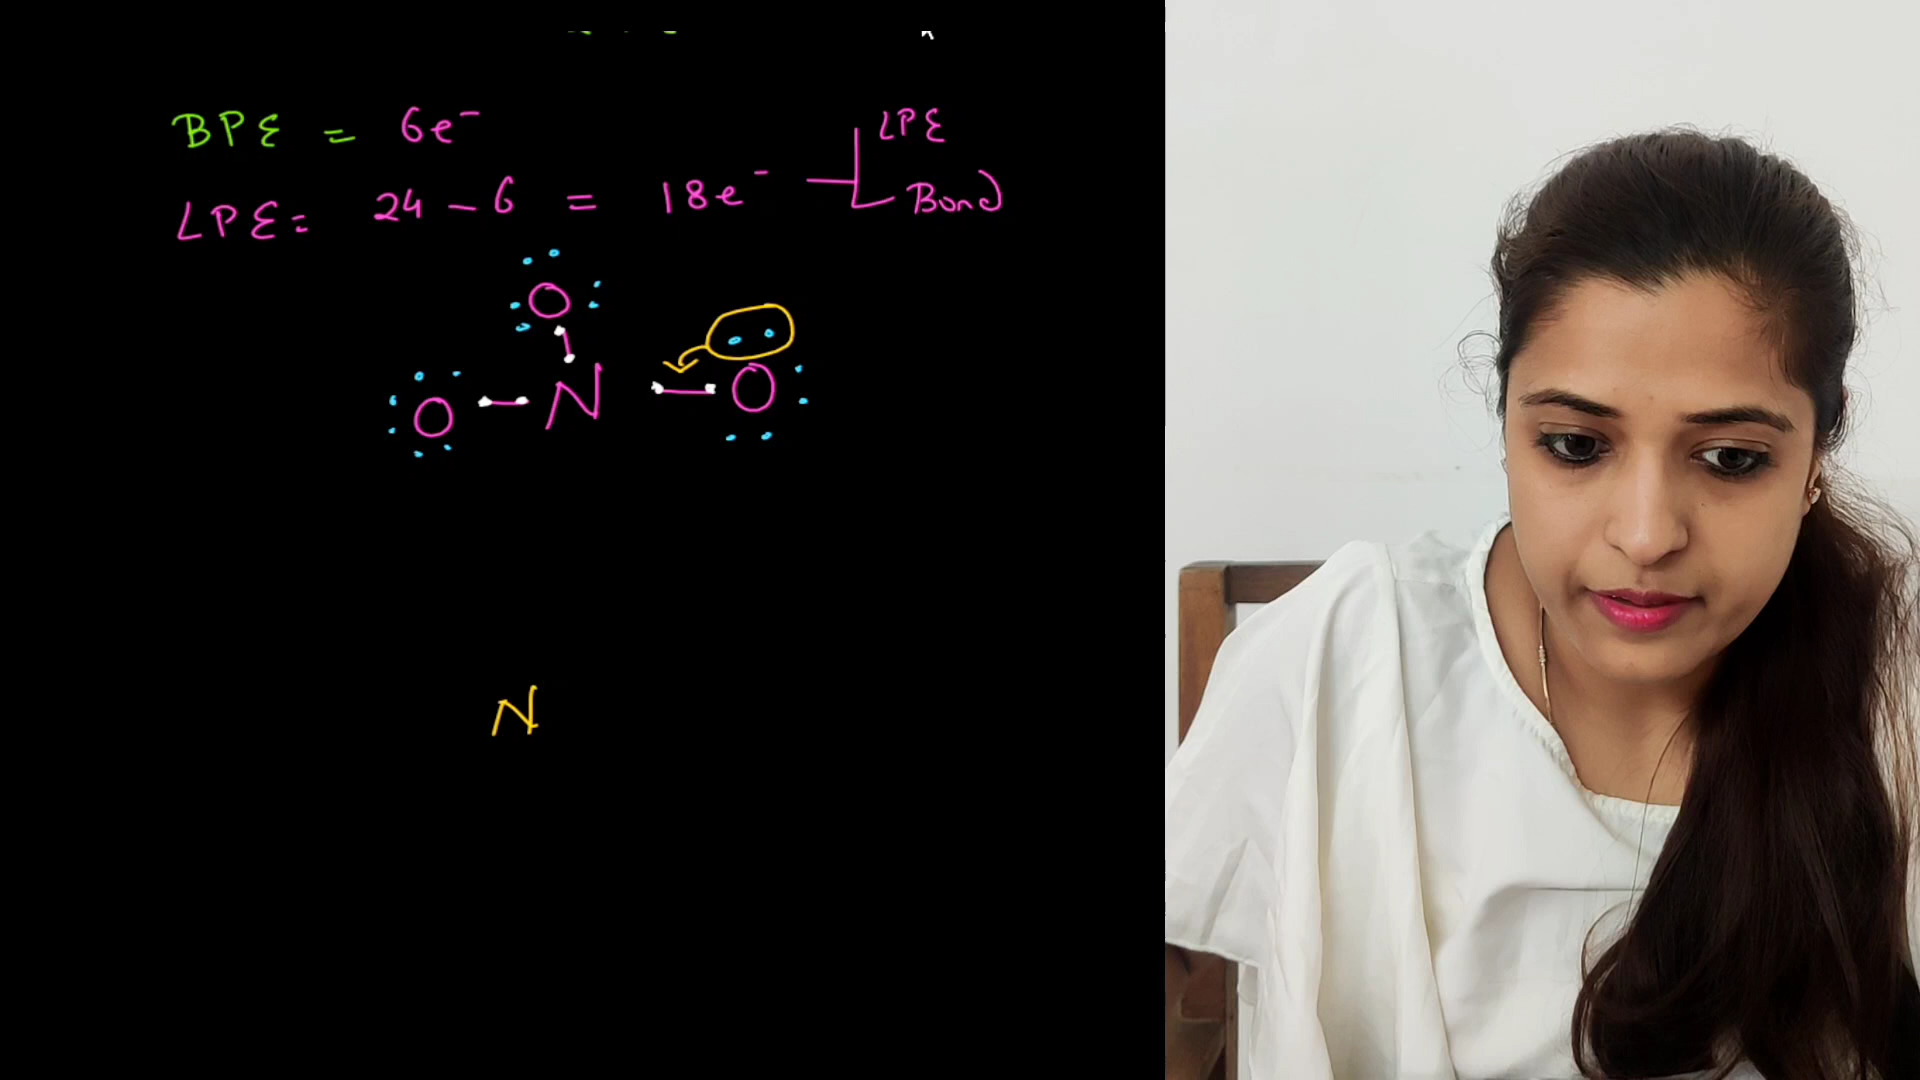 BPE = 6e⁻
LPE = 24 - 6 = 18e⁻ LPE
Bond
O
O N O
N